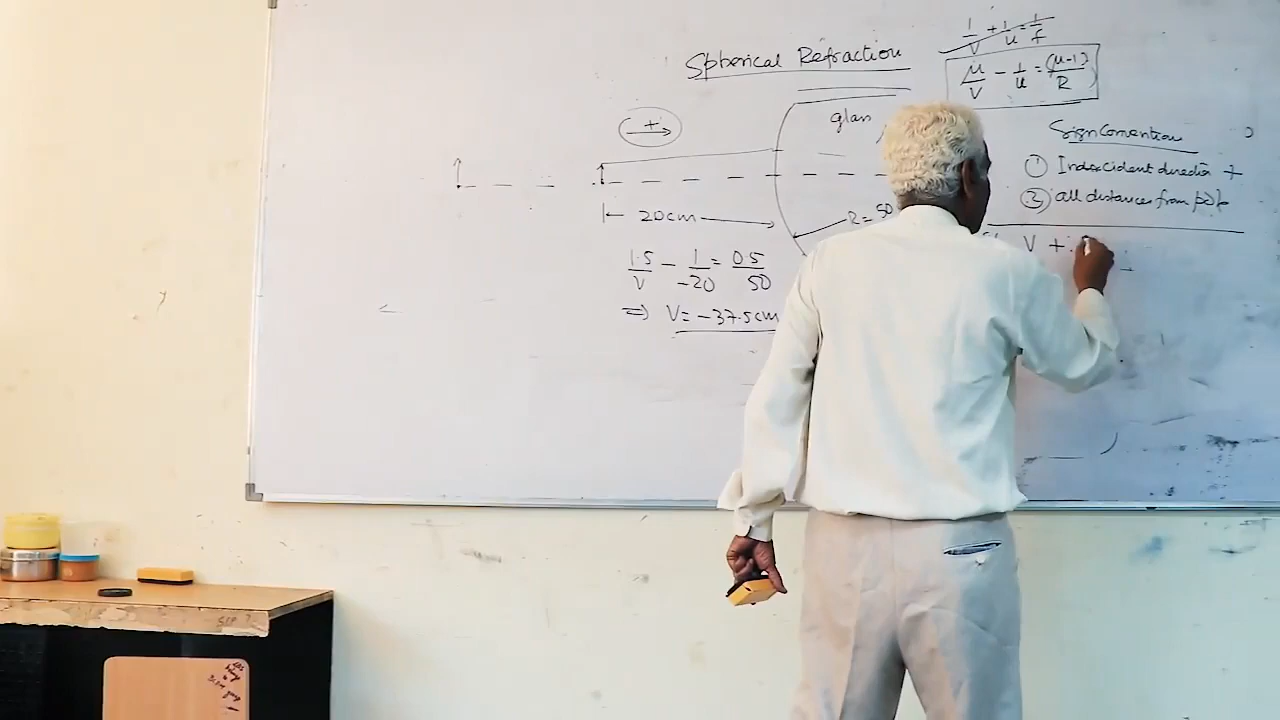 1/v + 1/u = 1/f
Spherical Refraction
μ/v - 1/u = (μ-1)/R
+
glass
Sign Convention
① Incident direction +
② all distances from pole
20cm
R = 50
V +
1.5/v - 1/-20 = 0.5/50
⇒ V = -37.5cm